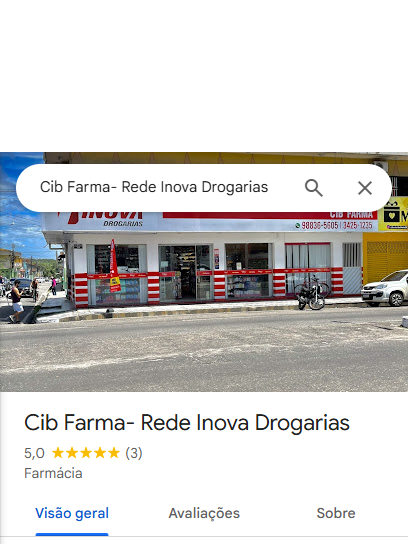 Cib Farma- Rede Inova Drogarias
INOVA
DROGARIAS
CIB FARMA
98836-5605 | 3425-1235
Cib Farma- Rede Inova Drogarias
5,0 (3)
Farmácia
Visão geral
Avaliações
Sobre